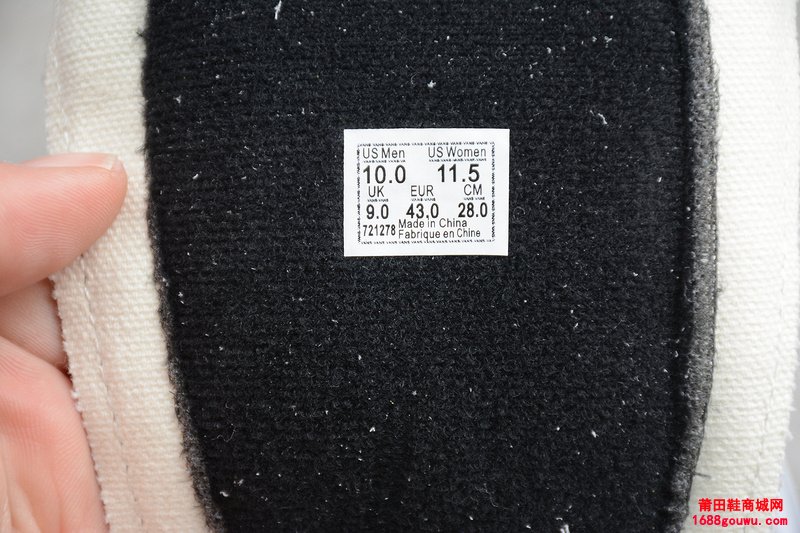 US Men US Women
10.0 11.5
UK EUR CM
9.0 43.0 28.0
721278 Made in China
Fabrique en Chine
莆田鞋商城网
1688gouwu.com